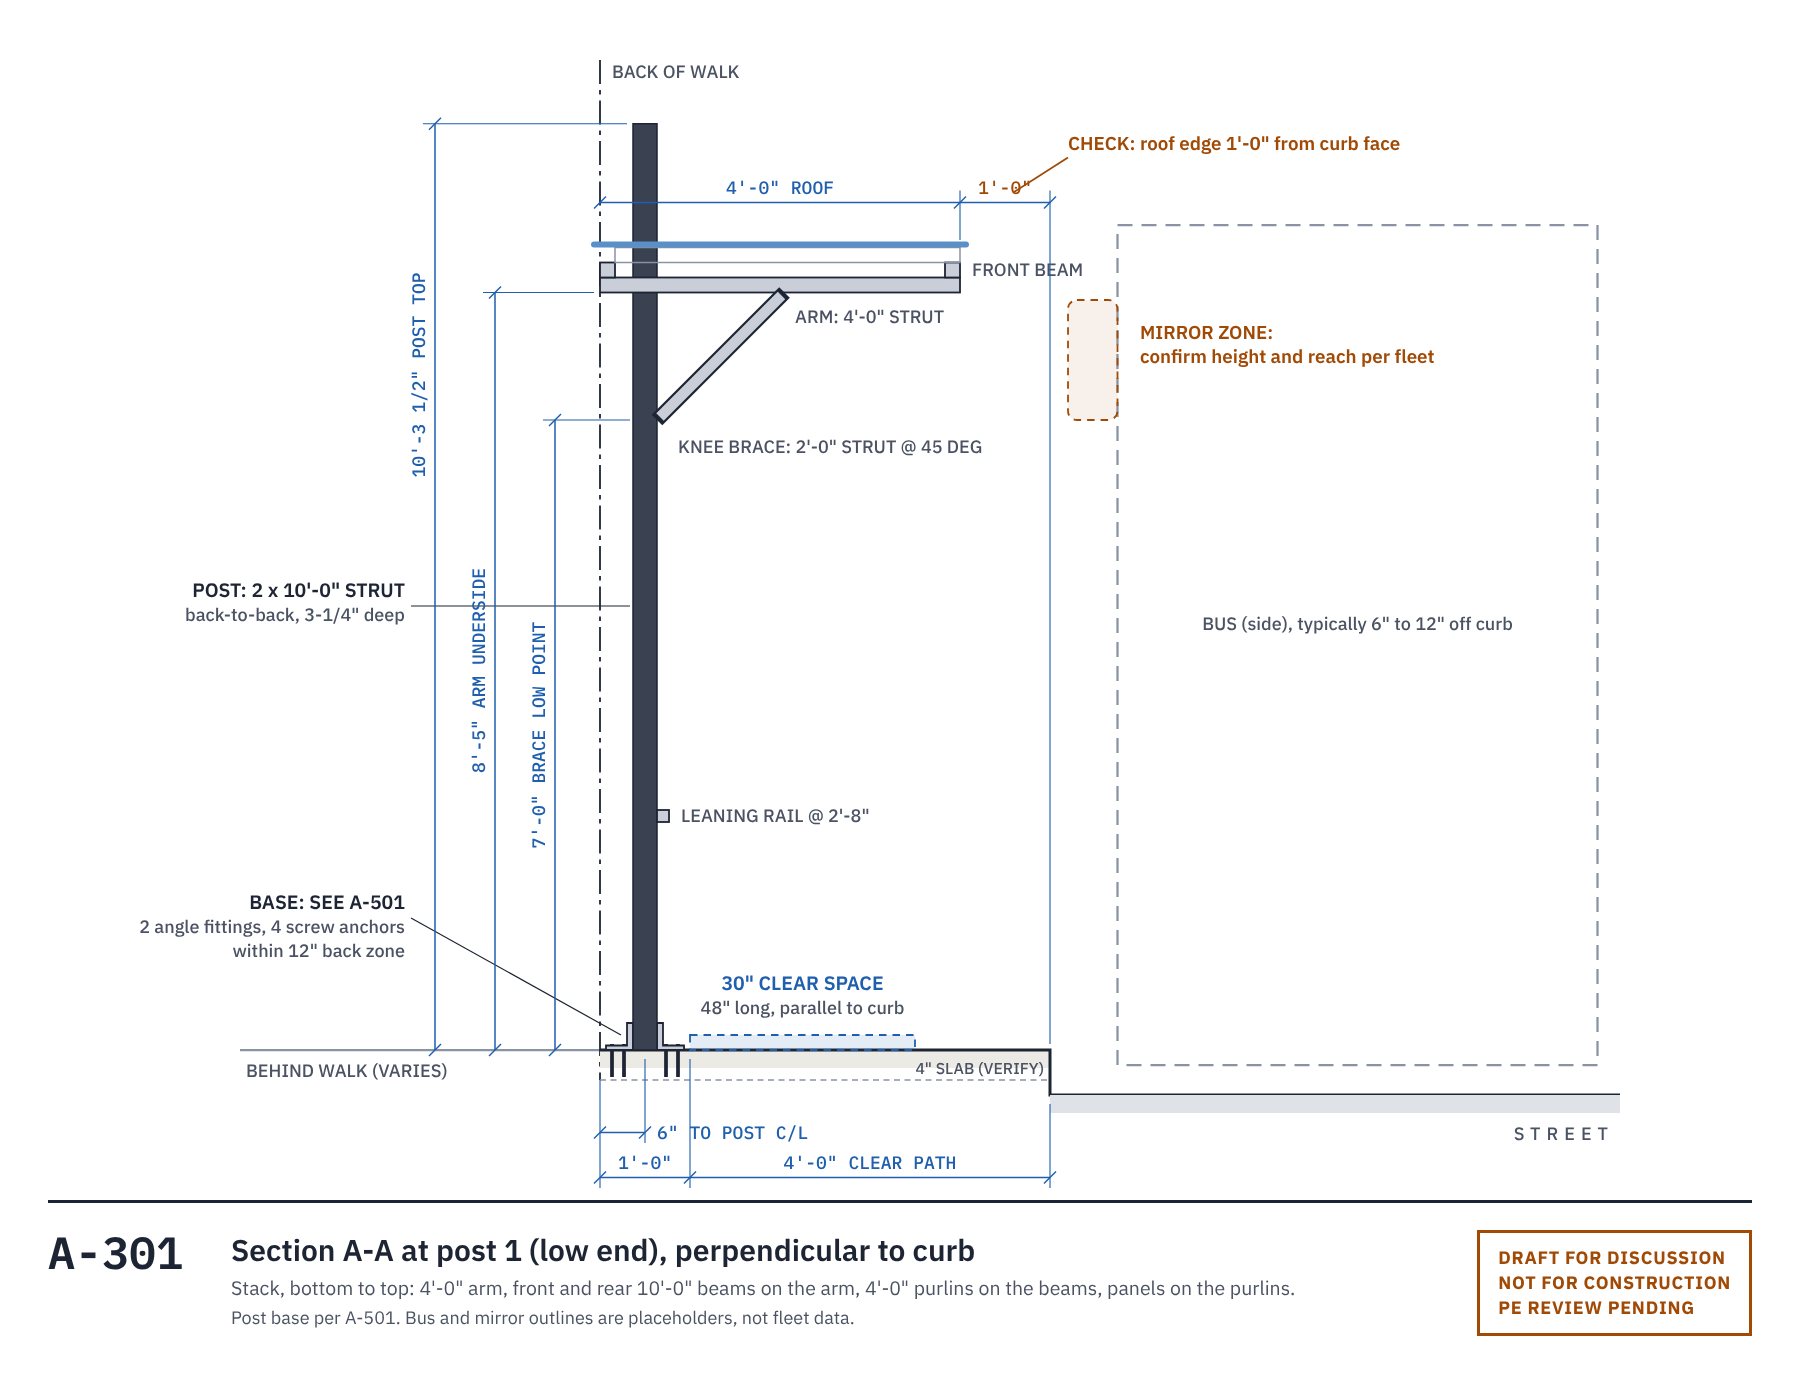 BACK OF WALK
CHECK: roof edge 1'-0" from curb face
4'-0" ROOF
1'-0"
FRONT BEAM
ARM: 4'-0" STRUT
MIRROR ZONE:
confirm height and reach per fleet
10'-3 1/2" POST TOP
KNEE BRACE: 2'-0" STRUT @ 45 DEG
POST: 2 x 10'-0" STRUT
back-to-back, 3-1/4" deep
8'-5" ARM UNDERSIDE
7'-0" BRACE LOW POINT
BUS (side), typically 6" to 12" off curb
LEANING RAIL @ 2'-8"
BASE: SEE A-501
2 angle fittings, 4 screw anchors
within 12" back zone
30" CLEAR SPACE
48" long, parallel to curb
BEHIND WALK (VARIES)
4" SLAB (VERIFY)
6" TO POST C/L
STREET
1'-0"
4'-0" CLEAR PATH
A-301
Section A-A at post 1 (low end), perpendicular to curb
Stack, bottom to top: 4'-0" arm, front and rear 10'-0" beams on the arm, 4'-0" purlins on the beams, panels on the purlins.
Post base per A-501. Bus and mirror outlines are placeholders, not fleet data.
DRAFT FOR DISCUSSION
NOT FOR CONSTRUCTION
PE REVIEW PENDING